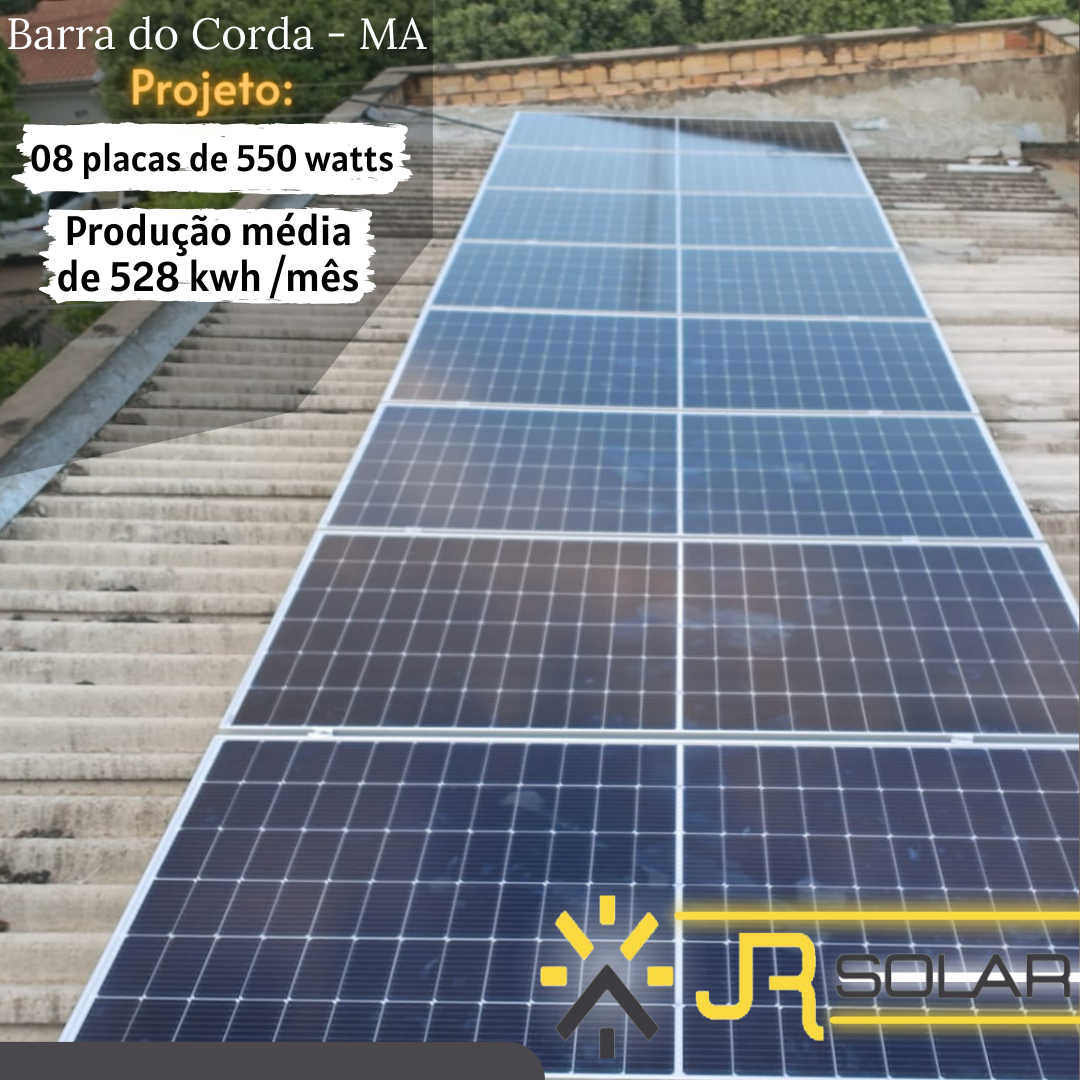 Barra do Corda - MA
Projeto:
08 placas de 550 watts
Produção média
de 528 kwh /mês
JR SOLAR